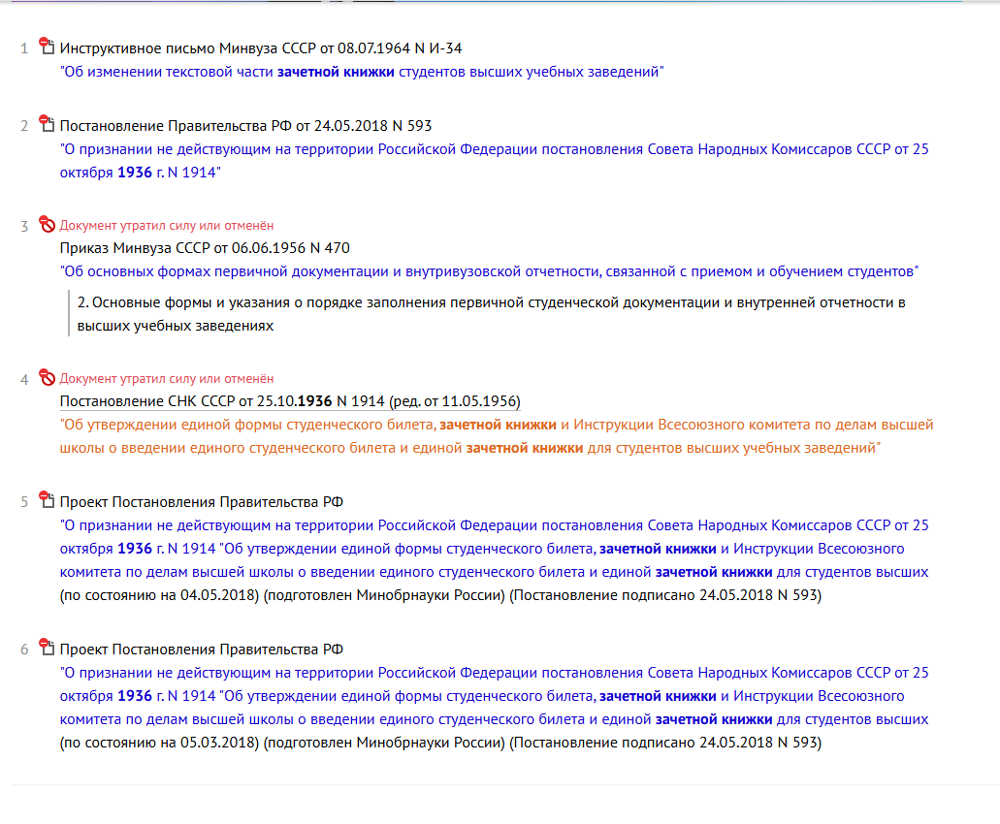 1 Инструктивное письмо Минвуза СССР от 08.07.1964 N И-34
"Об изменении текстовой части зачетной книжки студентов высших учебных заведений"
2 Постановление Правительства РФ от 24.05.2018 N 593
"О признании не действующим на территории Российской Федерации постановления Совета Народных Комиссаров СССР от 25
октября 1936 г. N 1914"
3 Документ утратил силу или отменён
Приказ Минвуза СССР от 06.06.1956 N 470
"Об основных формах первичной документации и внутривузовской отчетности, связанной с приемом и обучением студентов"
2. Основные формы и указания о порядке заполнения первичной студенческой документации и внутренней отчетности в
высших учебных заведениях
4 Документ утратил силу или отменён
Постановление СНК СССР от 25.10.1936 N 1914 (ред. от 11.05.1956)
"Об утверждении единой формы студенческого билета, зачетной книжки и Инструкции Всесоюзного комитета по делам высшей
школы о введении единого студенческого билета и единой зачетной книжки для студентов высших учебных заведений"
5 Проект Постановления Правительства РФ
"О признании не действующим на территории Российской Федерации постановления Совета Народных Комиссаров СССР от 25
октября 1936 г. N 1914 "Об утверждении единой формы студенческого билета, зачетной книжки и Инструкции Всесоюзного
комитета по делам высшей школы о введении единого студенческого билета и единой зачетной книжки для студентов высших
(по состоянию на 04.05.2018) (подготовлен Минобрнауки России) (Постановление подписано 24.05.2018 N 593)
6 Проект Постановления Правительства РФ
"О признании не действующим на территории Российской Федерации постановления Совета Народных Комиссаров СССР от 25
октября 1936 г. N 1914 "Об утверждении единой формы студенческого билета, зачетной книжки и Инструкции Всесоюзного
комитета по делам высшей школы о введении единого студенческого билета и единой зачетной книжки для студентов высших
(по состоянию на 05.03.2018) (подготовлен Минобрнауки России) (Постановление подписано 24.05.2018 N 593)